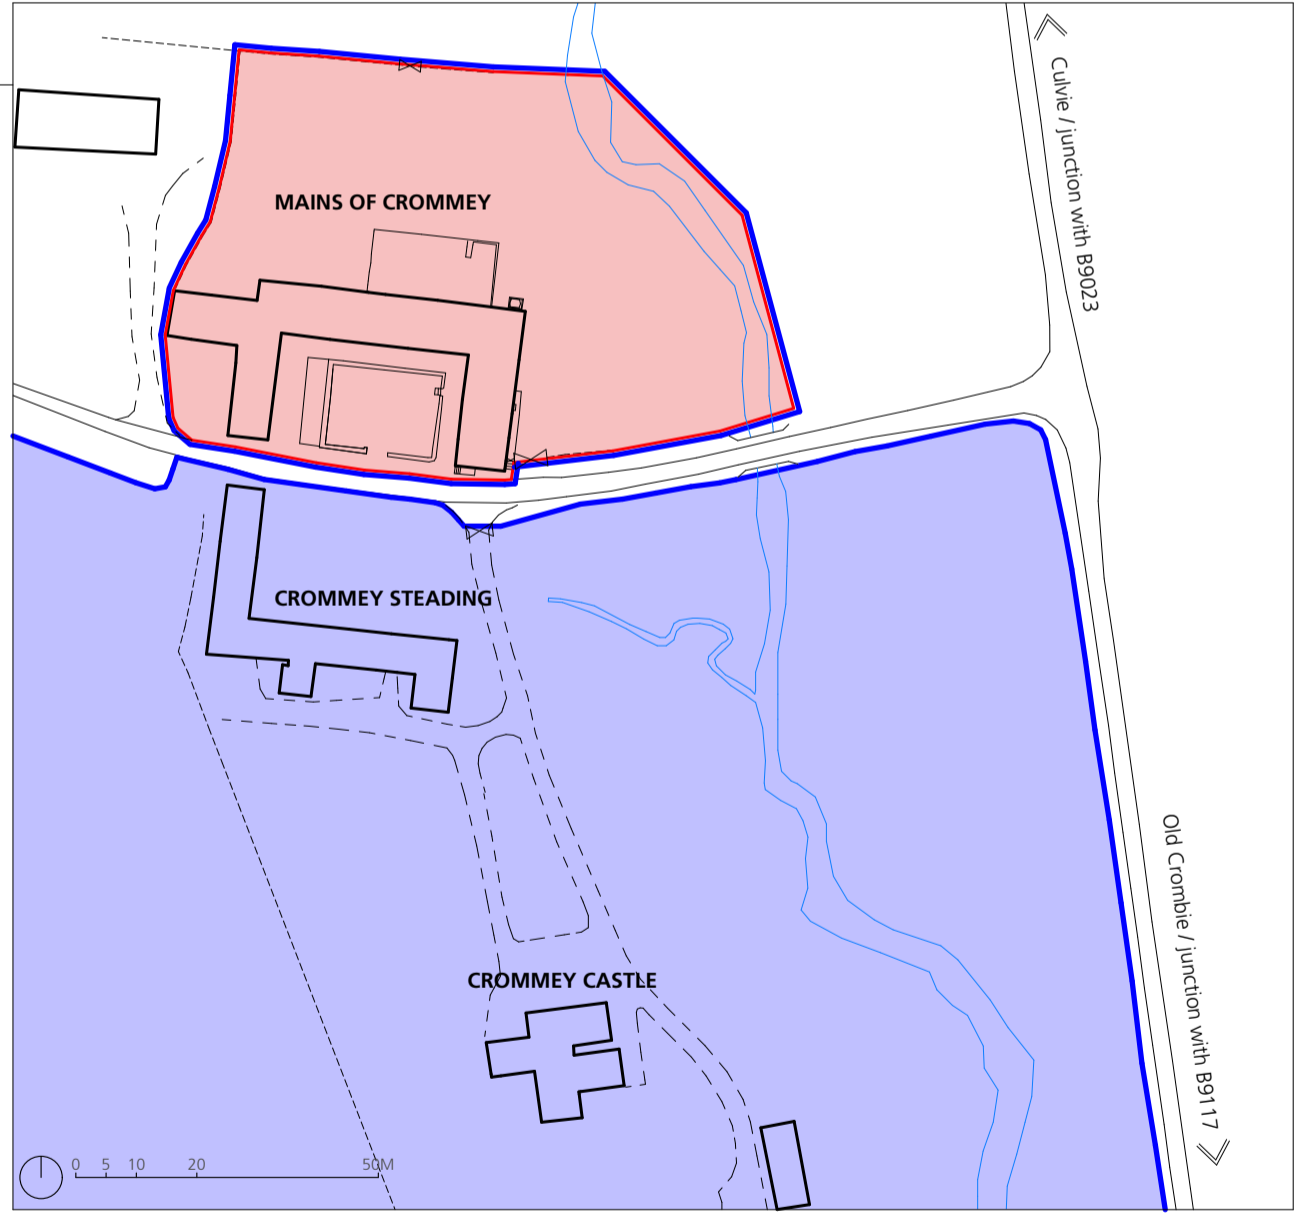 Culvie / junction with B9023
MAINS OF CROMMEY
CROMMEY STEADING
Old Crombie / junction with B9117
CROMMEY CASTLE
0 5 10 20 50M